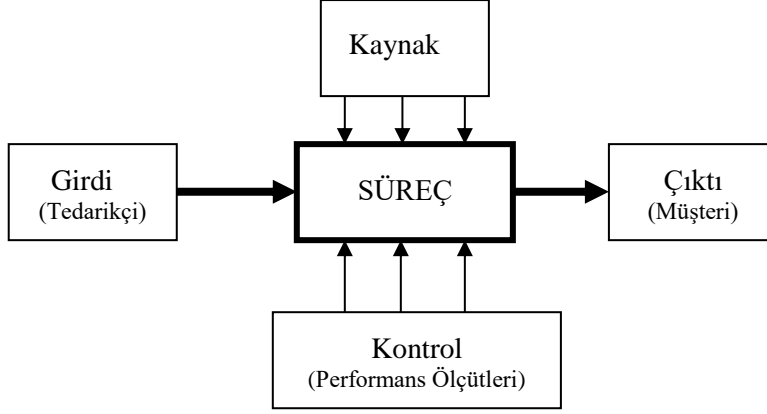 Kaynak
Girdi
(Tedarikçi)
SÜREÇ
Çıktı
(Müşteri)
Kontrol
(Performans Ölçütleri)